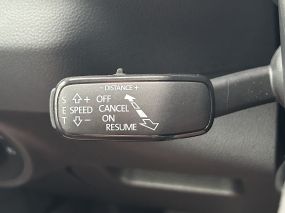 - DISTANCE +
S ⇧+ OFF
E SPEED CANCEL
T ⇩- ON
RESUME